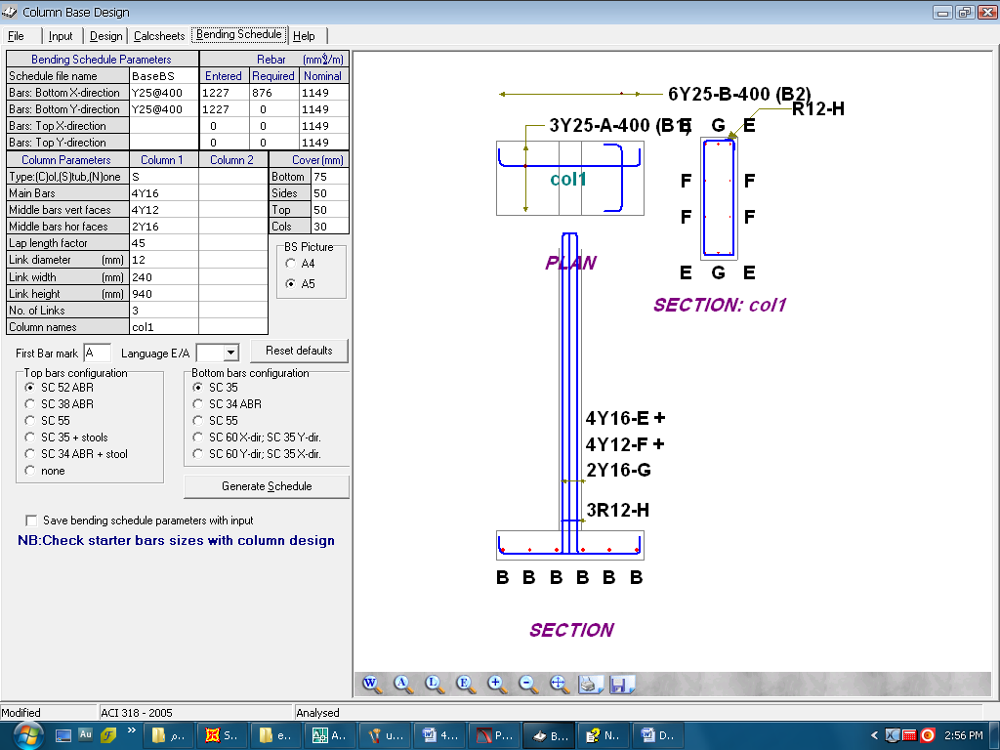 Column Base Design
File Input Design Calcsheets Bending Schedule Help
Bending Schedule Parameters Rebar
Schedule file name BaseBS Entered Required Nominal
Bars: Bottom X-direction Y25@400 1227 876 1149
Bars: Bottom Y-direction Y25@400 1227 0 1149
Bars: Top X-direction 0 0 1149
Bars: Top Y-direction 0 0 1149
Column Parameters Column 1 Column 2 Cover (mm)
Type:(C)ol,(S)tub,(N)one S Bottom 75
Main Bars 4Y16 Sides 50
Middle bars vert faces 4Y12 Top 50
Middle bars hor faces 2Y16 Cols 30
Lap length factor 45
Link diameter (mm) 12
Link width (mm) 240
Link height (mm) 940
No. of Links 3
Column names col1
BS Picture
A4
A5
First Bar mark A Language E/A Reset defaults
Top bars configuration
SC 52 ABR
SC 38 ABR
SC 55
SC 35 + stools
SC 34 ABR + stool
none
Bottom bars configuration
SC 35
SC 34 ABR
SC 55
SC 60 X-dir; SC 35 Y-dir.
SC 60 Y-dir; SC 35 X-dir.
Generate Schedule
Save bending schedule parameters with input
NB:Check starter bars sizes with column design
6Y25-B-400 (B2)
R12-H
3Y25-A-400 (B1)
E G E
col1
F F
F F
E G E
PLAN
SECTION: col1
4Y16-E +
4Y12-F +
2Y16-G
3R12-H
B B B B B B
SECTION
W A L E
Modified ACI 318 - 2005 Analysed
Au » م... S... e... A... u... 4... P... B... N... D... < 2:56 PM